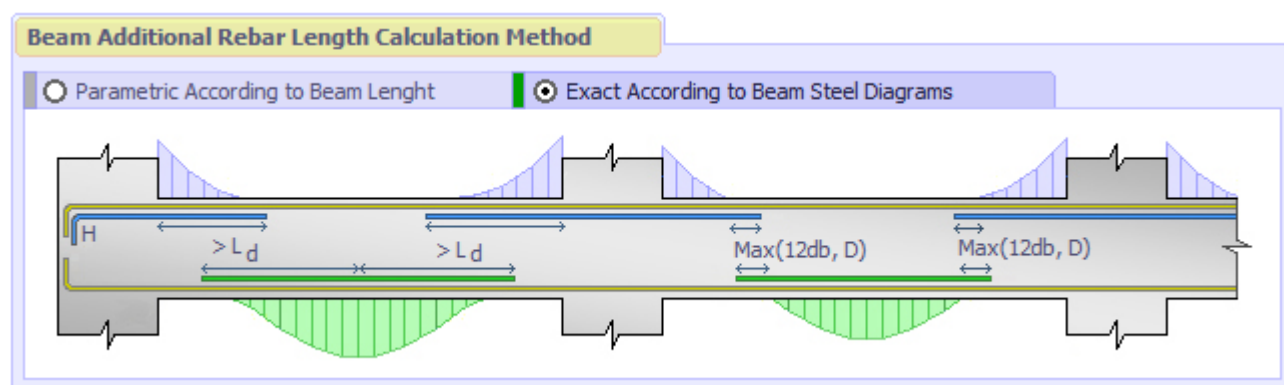 Beam Additional Rebar Length Calculation Method
Parametric According to Beam Lenght
Exact According to Beam Steel Diagrams
H
>Ld
>Ld
Max(12db, D)
Max(12db, D)